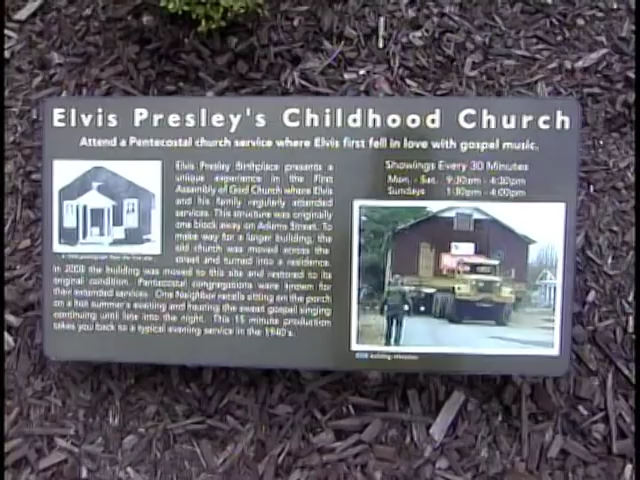 Elvis Presley's Childhood Church
Attend a Pentecostal church service where Elvis first fell in love with gospel music.
Elvis Presley Birthplace presents a
unique experience in the First
Assembly of God Church where Elvis
and his family regularly attended
services. This structure was originally
one block away on Adams Street. To
make way for a larger building, the
old church was moved across the
street and turned into a residence.
In 2008 the building was moved to this site and restored to its
original condition. Pentecostal congregations were known for
their extended services. One Neighbor recalls sitting on the porch
on a hot summer's evening and hearing the sweet gospel singing
continuing until late into the night. This 15 minute production
takes you back to a typical evening service in the 1940's.
Showings Every 30 Minutes
Mon. - Sat. 9:30am - 4:30pm
Sundays 1:30pm - 4:00pm
2008 building relocation